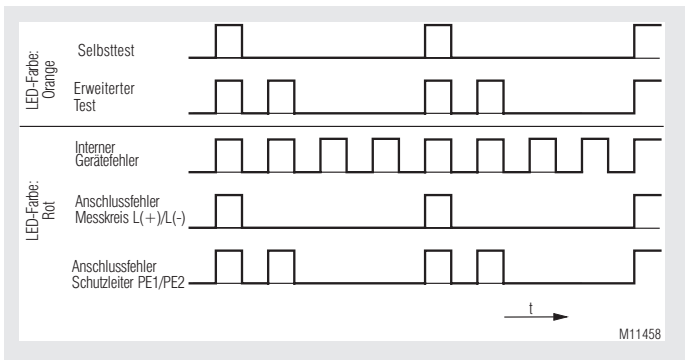 LED-Farbe:
Orange
Selbsttest
Erweiterter
Test
LED-Farbe:
Rot
Interner
Gerätefehler
Anschlussfehler
Messkreis L(+)/L(-)
Anschlussfehler
Schutzleiter PE1/PE2
t
M11458